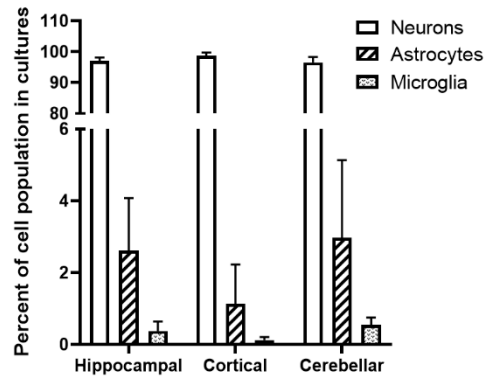 Percent of cell population in cultures
110
100
90
80
6
4
2
0
Neurons
Astrocytes
Microglia
Hippocampal
Cortical
Cerebellar